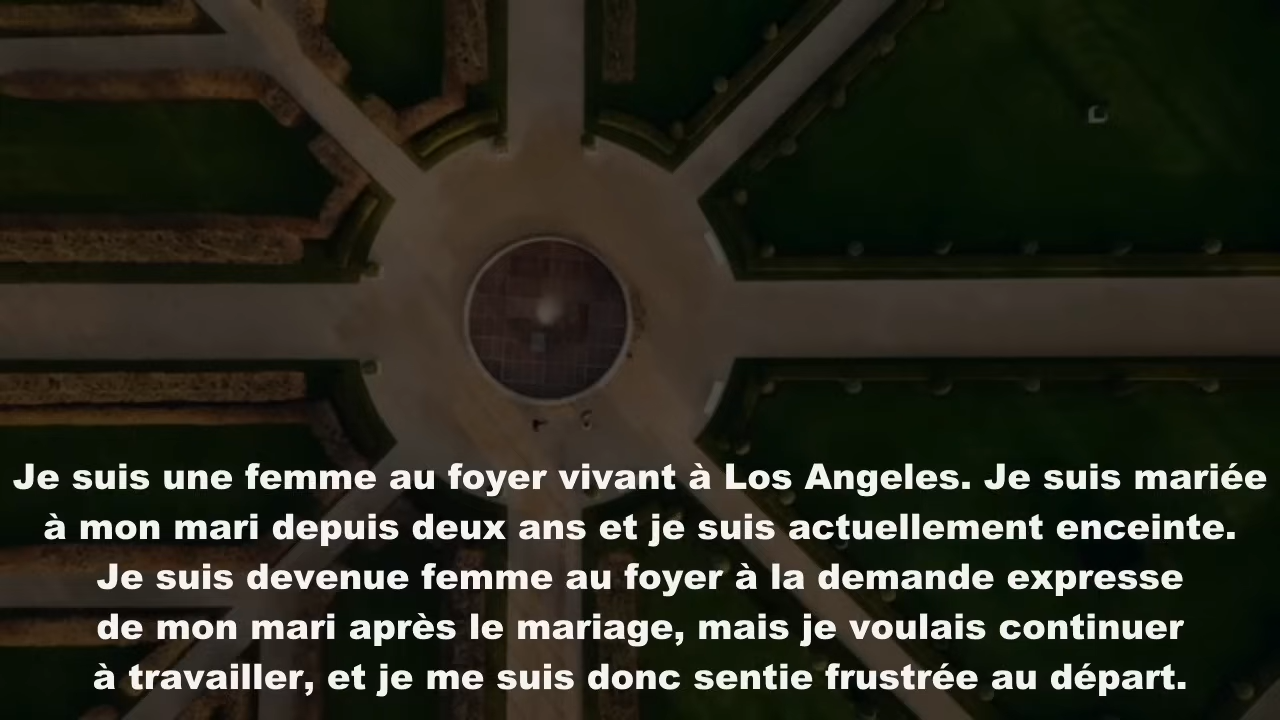 Je suis une femme au foyer vivant à Los Angeles. Je suis mariée
à mon mari depuis deux ans et je suis actuellement enceinte.
Je suis devenue femme au foyer à la demande expresse
de mon mari après le mariage, mais je voulais continuer
à travailler, et je me suis donc sentie frustrée au départ.